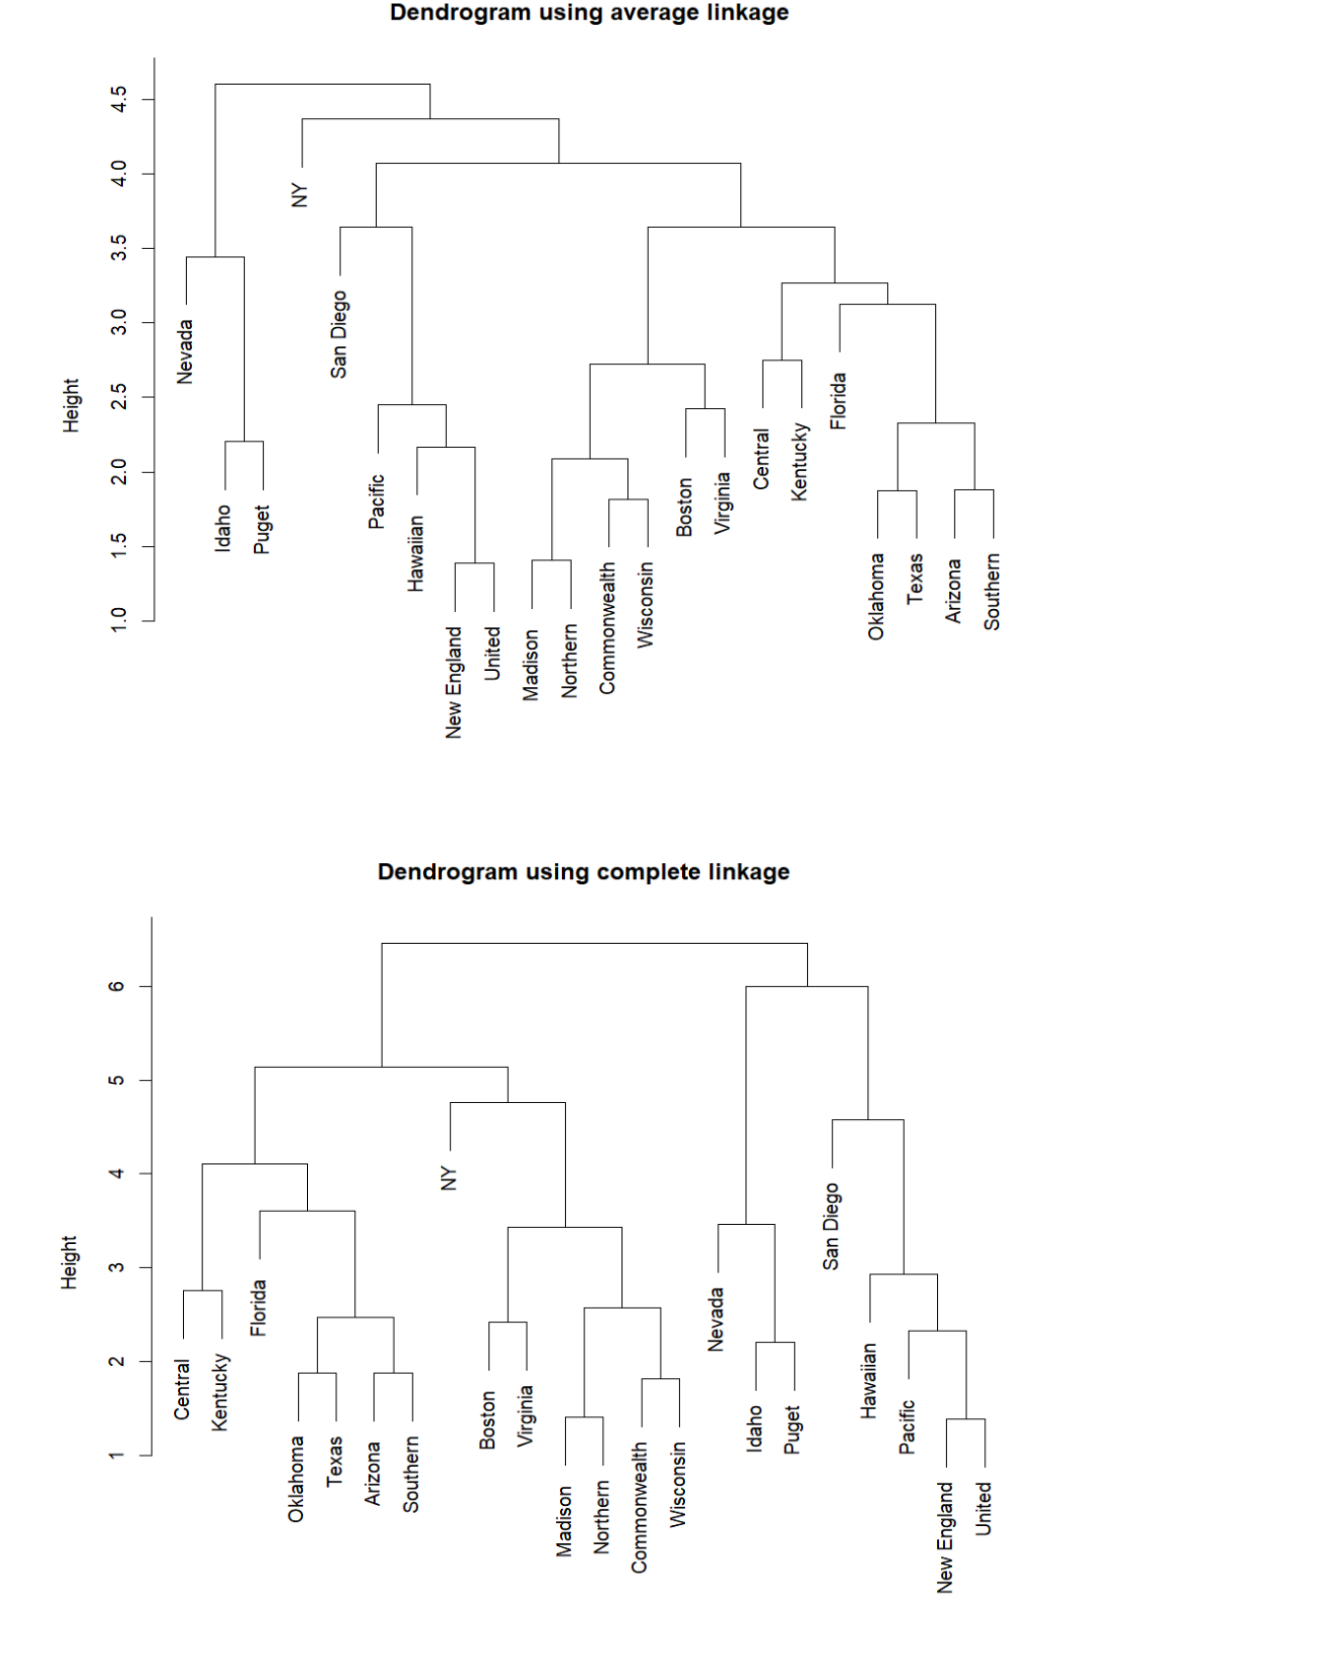 Dendrogram using average linkage
Height
4.5
4.0
3.5
3.0
2.5
2.0
1.5
1.0
Nevada
Idaho
Puget
NY
San Diego
Pacific
Hawaiian
New England
United
Madison
Northern
Commonwealth
Wisconsin
Boston
Virginia
Central
Kentucky
Florida
Oklahoma
Texas
Arizona
Southern
Dendrogram using complete linkage
Height
6
5
4
3
2
1
Central
Kentucky
Florida
Oklahoma
Texas
Arizona
Southern
NY
Boston
Virginia
Madison
Northern
Commonwealth
Wisconsin
Nevada
Idaho
Puget
San Diego
Hawaiian
Pacific
New England
United